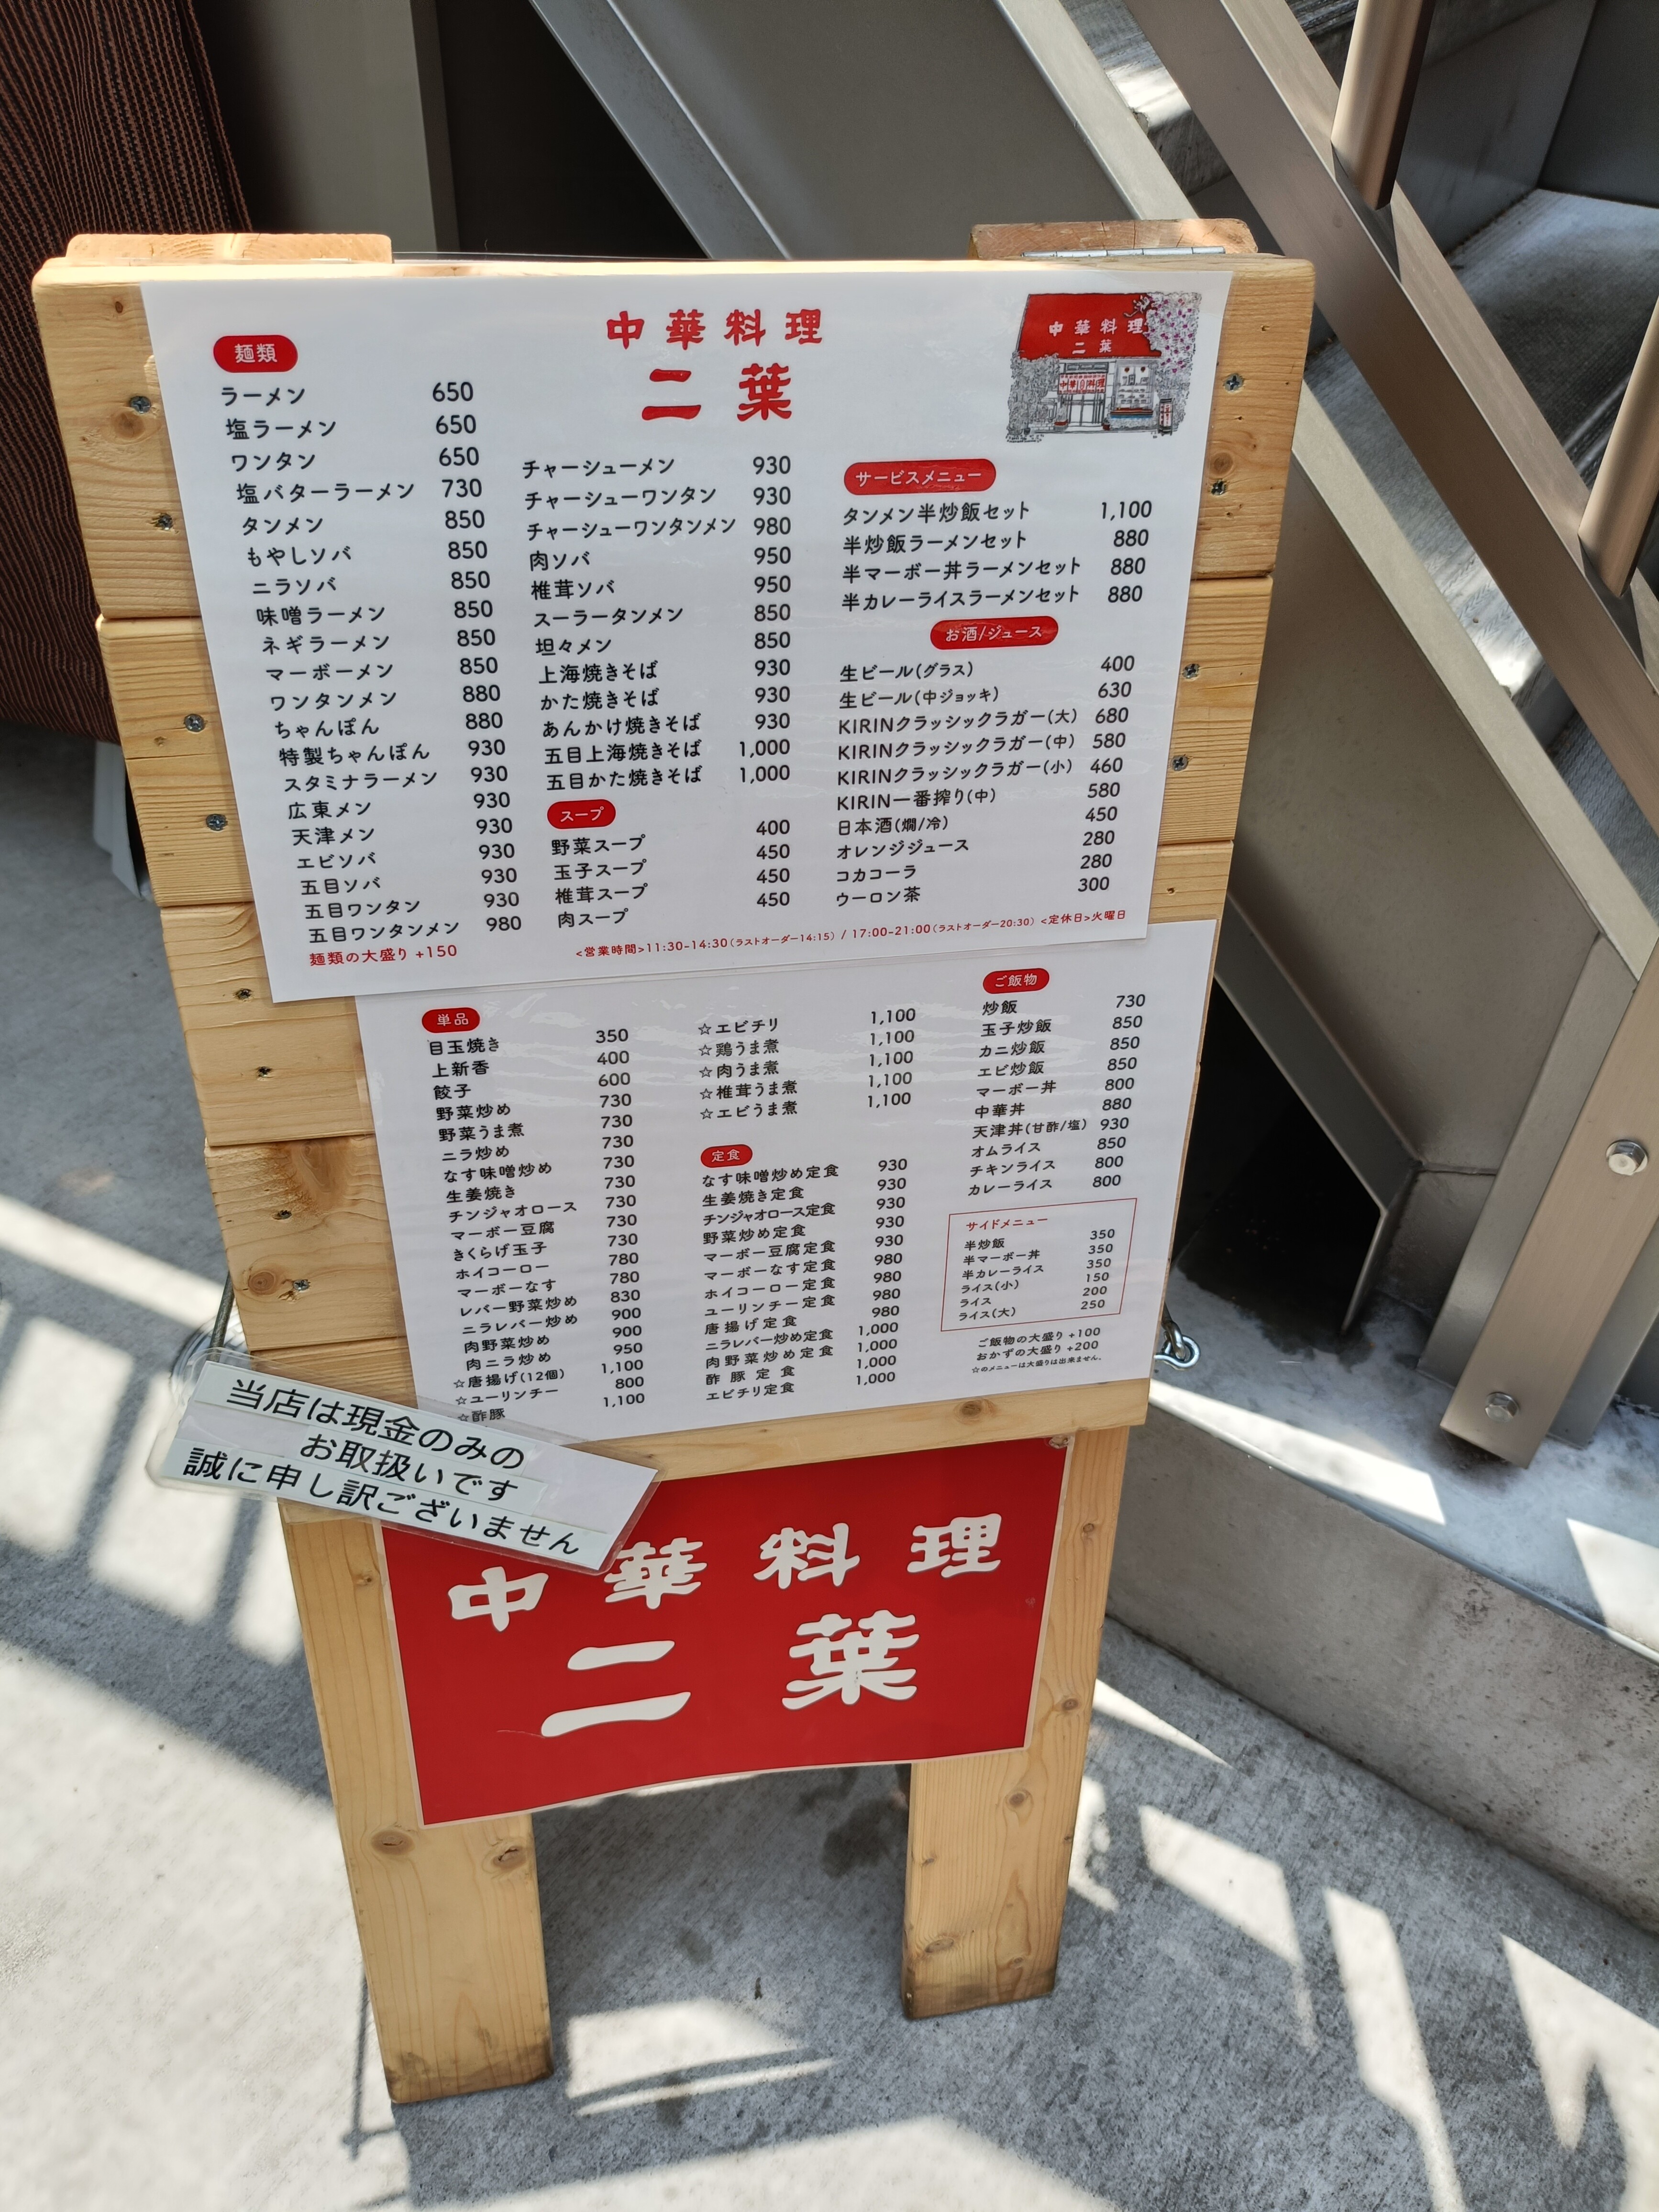 中華料理
二葉
中華料理
二葉
中華料理
麺類
ラーメン 650
塩ラーメン 650
ワンタン 650
塩バターラーメン 730
タンメン 850
もやしソバ 850
ニラソバ 850
味噌ラーメン 850
ネギラーメン 850
マーボーメン 850
ワンタンメン 880
ちゃんぽん 880
特製ちゃんぽん 930
スタミナラーメン 930
広東メン 930
天津メン 930
エビソバ 930
五目ソバ 930
五目ワンタン 930
五目ワンタンメン 980
麺類の大盛り +150
チャーシューメン 930
チャーシューワンタン 930
チャーシューワンタンメン 980
肉ソバ 950
椎茸ソバ 950
スーラータンメン 850
坦々メン 850
上海焼きそば 930
かた焼きそば 930
あんかけ焼きそば 930
五目上海焼きそば 1,000
五目かた焼きそば 1,000
スープ
野菜スープ 400
玉子スープ 450
椎茸スープ 450
肉スープ 450
サービスメニュー
タンメン半炒飯セット 1,100
半炒飯ラーメンセット 880
半マーボー丼ラーメンセット 880
半カレーライスラーメンセット 880
お酒/ジュース
生ビール(グラス) 400
生ビール(中ジョッキ) 630
KIRINクラッシックラガー(大) 680
KIRINクラッシックラガー(中) 580
KIRINクラッシックラガー(小) 460
KIRIN一番搾り(中) 580
日本酒(燗/冷) 450
オレンジジュース 280
コカコーラ 280
ウーロン茶 300
<営業時間>11:30-14:30(ラストオーダー14:15) / 17:00-21:00(ラストオーダー20:30) <定休日>火曜日
単品
目玉焼き 350
上新香 400
餃子 600
野菜炒め 730
野菜うま煮 730
ニラ炒め 730
なす味噌炒め 730
生姜焼き 730
チンジャオロース 730
マーボー豆腐 730
きくらげ玉子 730
ホイコーロー 780
マーボーなす 780
レバー野菜炒め 830
ニラレバー炒め 900
肉野菜炒め 900
肉ニラ炒め 950
☆唐揚げ(12個) 1,100
☆ユーリンチー 800
☆酢豚 1,100
☆エビチリ 1,100
☆鶏うま煮 1,100
☆肉うま煮 1,100
☆椎茸うま煮 1,100
☆エビうま煮 1,100
定食
なす味噌炒め定食 930
生姜焼き定食 930
チンジャオロース定食 930
野菜炒め定食 930
マーボー豆腐定食 930
マーボーなす定食 980
ホイコーロー定食 980
ユーリンチー定食 980
唐揚げ定食 980
ニラレバー炒め定食 1,000
肉野菜炒め定食 1,000
酢豚定食 1,000
エビチリ定食 1,000
ご飯物
炒飯 730
玉子炒飯 850
カニ炒飯 850
エビ炒飯 850
マーボー丼 800
中華丼 880
天津丼(甘酢/塩) 930
オムライス 850
チキンライス 800
カレーライス 800
サイドメニュー
半炒飯 350
半マーボー丼 350
半カレーライス 350
ライス(小) 150
ライス 200
ライス(大) 250
ご飯物の大盛り +100
おかずの大盛り +200
☆のメニューは大盛りは出来ません。
当店は現金のみの
お取扱いです
誠に申し訳ございません
中華料理
二葉